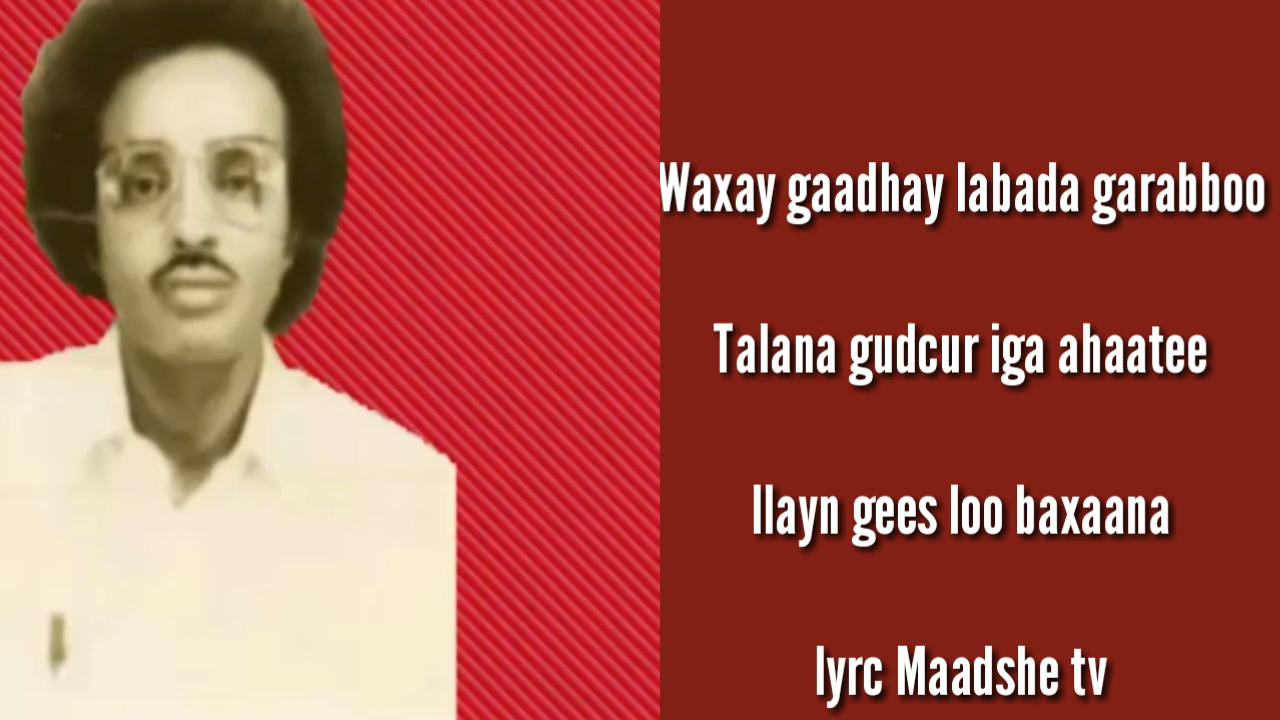 Waxay gaadhay labada garabboo
Talana gudcur iga ahaatee
Ilayn gees loo baxaana
lyrc Maadshe tv